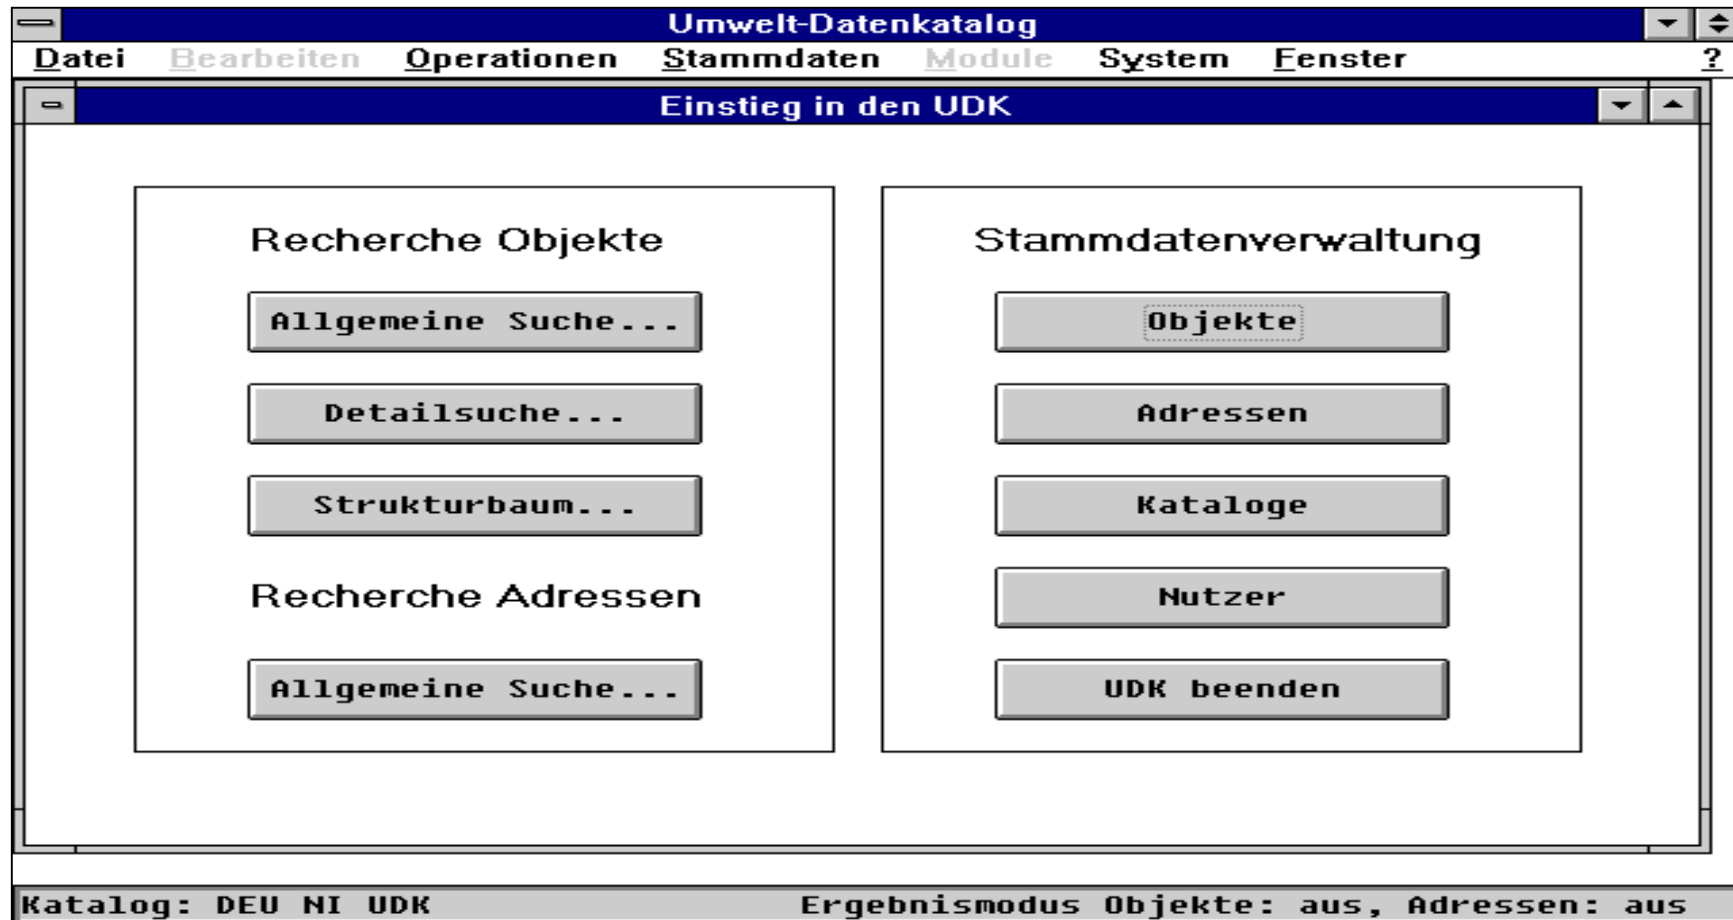 Umwelt-Datenkatalog
Datei Bearbeiten Operationen Stammdaten Module System Fenster ?
Einstieg in den UDK
Recherche Objekte
Allgemeine Suche...
Detailsuche...
Strukturbaum...
Recherche Adressen
Allgemeine Suche...
Stammdatenverwaltung
Objekte
Adressen
Kataloge
Nutzer
UDK beenden
Katalog: DEU NI UDK Ergebnismodus Objekte: aus, Adressen: aus